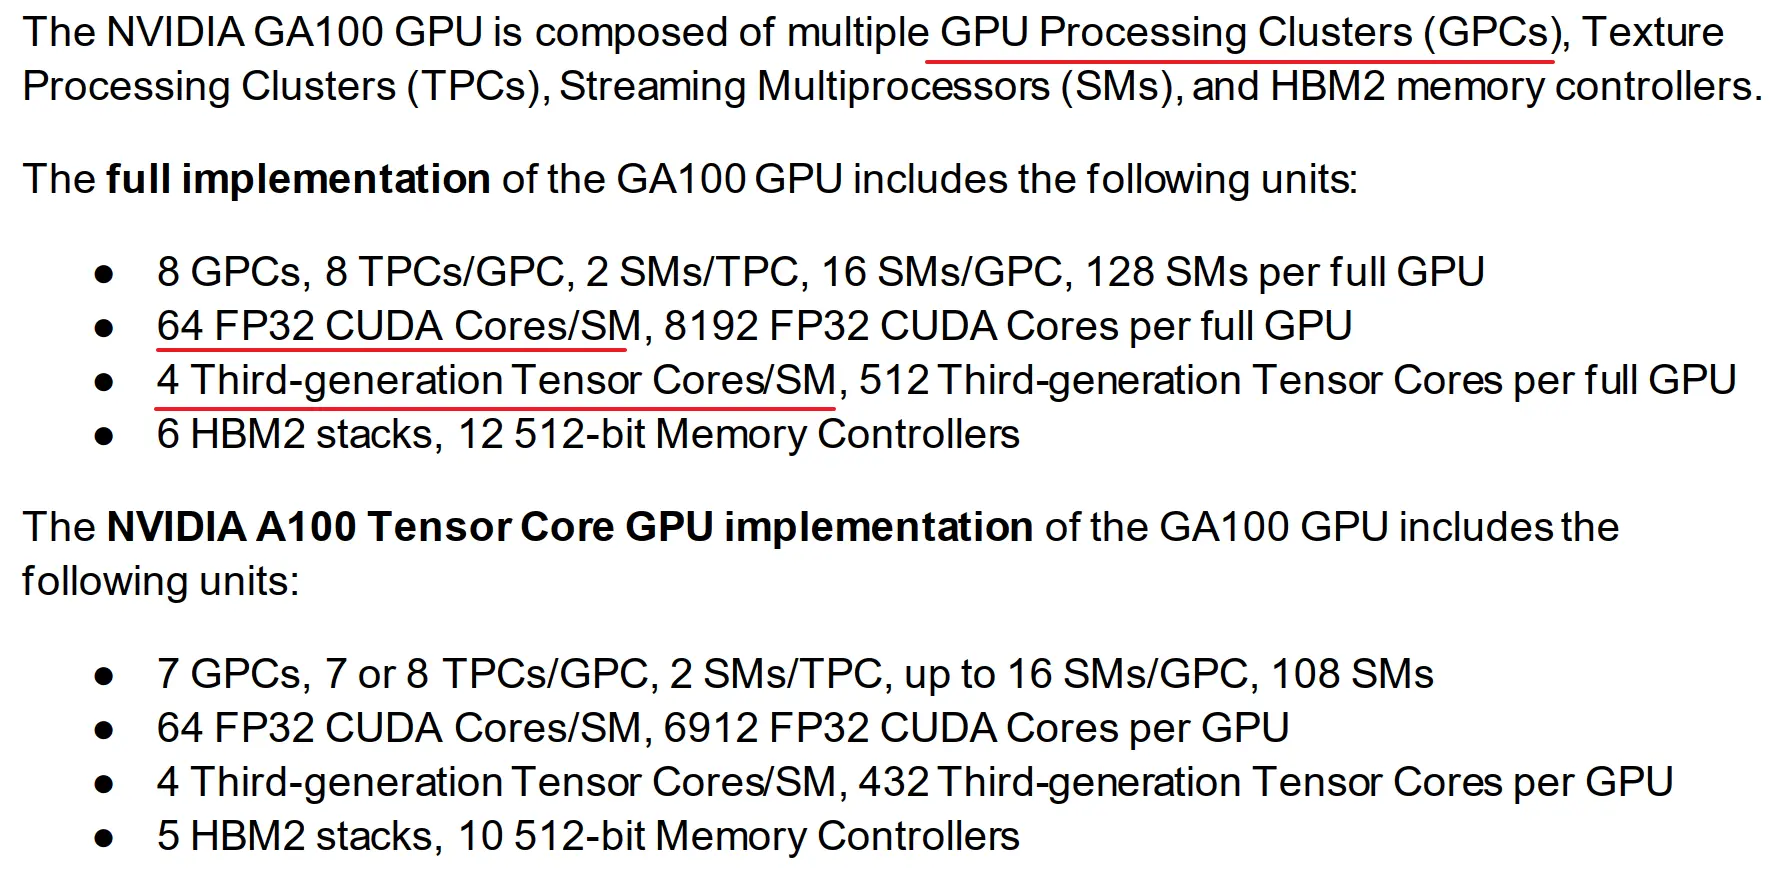 The NVIDIA GA100 GPU is composed of multiple GPU Processing Clusters (GPCs), Texture
Processing Clusters (TPCs), Streaming Multiprocessors (SMs), and HBM2 memory controllers.
The full implementation of the GA100 GPU includes the following units:
● 8 GPCs, 8 TPCs/GPC, 2 SMs/TPC, 16 SMs/GPC, 128 SMs per full GPU
● 64 FP32 CUDA Cores/SM, 8192 FP32 CUDA Cores per full GPU
● 4 Third-generation Tensor Cores/SM, 512 Third-generation Tensor Cores per full GPU
● 6 HBM2 stacks, 12 512-bit Memory Controllers
The NVIDIA A100 Tensor Core GPU implementation of the GA100 GPU includes the
following units:
● 7 GPCs, 7 or 8 TPCs/GPC, 2 SMs/TPC, up to 16 SMs/GPC, 108 SMs
● 64 FP32 CUDA Cores/SM, 6912 FP32 CUDA Cores per GPU
● 4 Third-generation Tensor Cores/SM, 432 Third-generation Tensor Cores per GPU
● 5 HBM2 stacks, 10 512-bit Memory Controllers